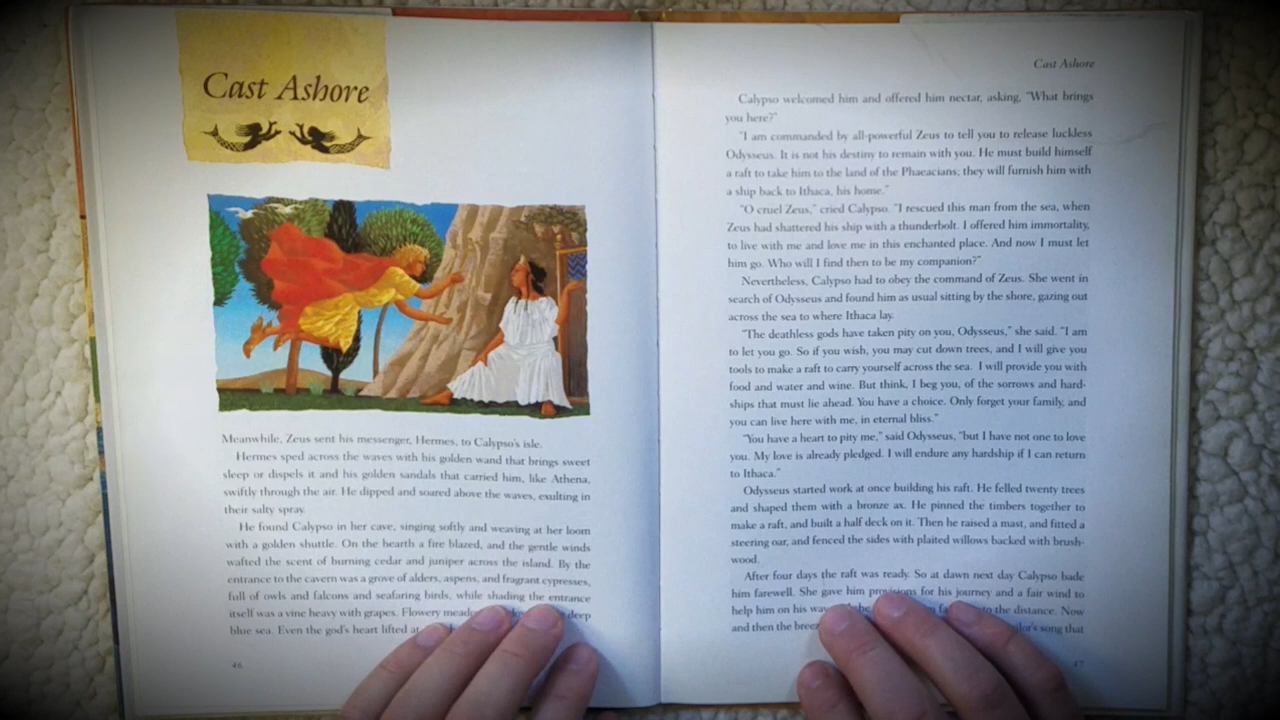 Cast Ashore
Meanwhile, Zeus sent his messenger, Hermes, to Calypso's isle.
Hermes sped across the waves with his golden wand that brings sweet
sleep or dispels it and his golden sandals that carried him, like Athena,
swiftly through the air. He dipped and soared above the waves, exulting in
their salty spray.
He found Calypso in her cave, singing softly and weaving at her loom
with a golden shuttle. On the hearth a fire blazed, and the gentle winds
wafted the scent of burning cedar and juniper across the island. By the
entrance to the cavern was a grove of alders, aspens, and fragrant cypresses,
full of owls and falcons and seafaring birds, while shading the entrance
itself was a vine heavy with grapes. Flowery deep
blue sea. Even the god's heart lifted at
46
Cast Ashore
Calypso welcomed him and offered him nectar, asking, "What brings
you here?"
"I am commanded by all-powerful Zeus to tell you to release luckless
Odysseus. It is not his destiny to remain with you. He must build himself
a raft to take him to the land of the Phaeacians; they will furnish him with
a ship back to Ithaca, his home."
"O cruel Zeus," cried Calypso. "I rescued this man from the sea, when
Zeus had shattered his ship with a thunderbolt. I offered him immortality,
to live with me and love me in this enchanted place. And now I must let
him go. Who will I find then to be my companion?"
Nevertheless, Calypso had to obey the command of Zeus. She went in
search of Odysseus and found him as usual sitting by the shore, gazing out
across the sea to where Ithaca lay.
"The deathless gods have taken pity on you, Odysseus," she said. "I am
to let you go. So if you wish, you may cut down trees, and I will give you
tools to make a raft to carry yourself across the sea. I will provide you with
food and water and wine. But think, I beg you, of the sorrows and hard-
ships that must lie ahead. You have a choice. Only forget your family, and
you can live here with me, in eternal bliss."
"You have a heart to pity me," said Odysseus, "but I have not one to love
you. My love is already pledged. I will endure any hardship if I can return
to Ithaca."
Odysseus started work at once building his raft. He felled twenty trees
and shaped them with a bronze ax. He pinned the timbers together to
make a raft, and built a half deck on it. Then he raised a mast, and fitted a
steering oar, and fenced the sides with plaited willows backed with brush-
wood.
After four days the raft was ready. So at dawn next day Calypso bade
him farewell. She gave him provisions for his journey and a fair wind to
help him on his way to the distance. Now
and then the song that
47